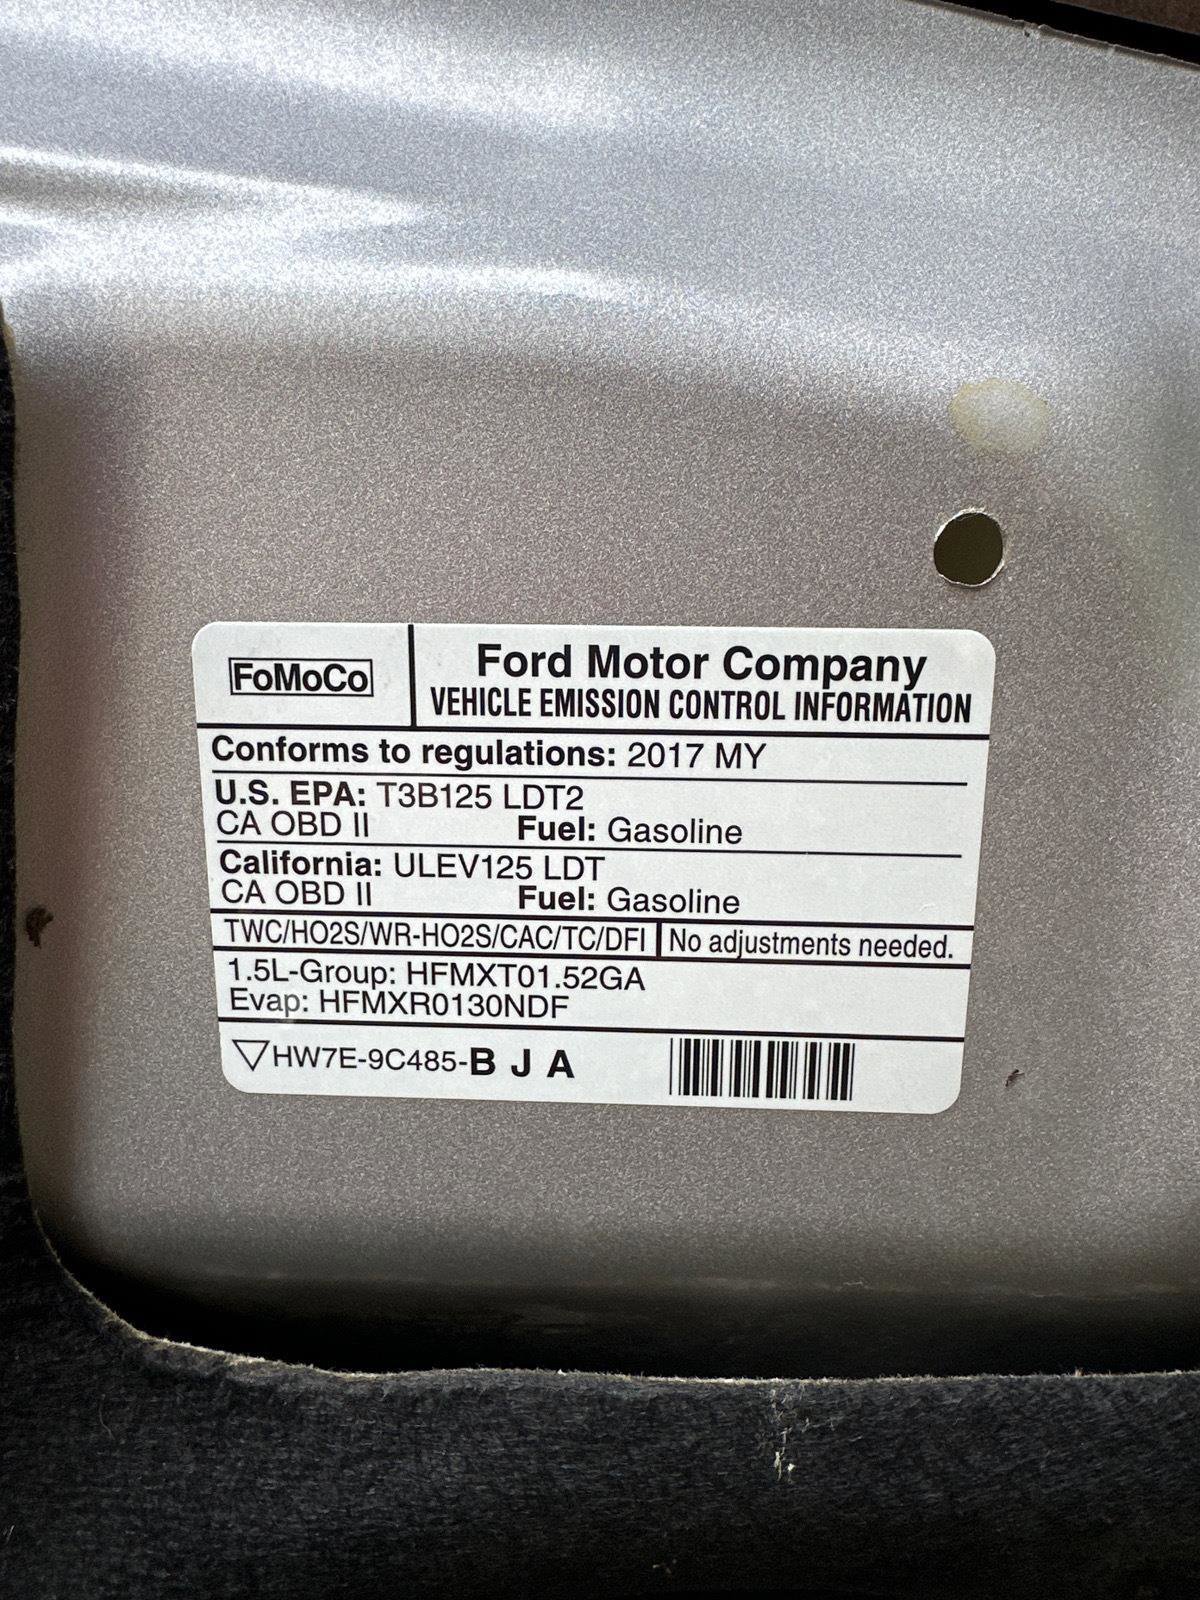 FoMoCo
Ford Motor Company
VEHICLE EMISSION CONTROL INFORMATION
Conforms to regulations: 2017 MY
U.S. EPA: T3B125 LDT2
CA OBD II Fuel: Gasoline
California: ULEV125 LDT
CA OBD II Fuel: Gasoline
TWC/HO2S/WR-HO2S/CAC/TC/DFI No adjustments needed.
1.5L-Group: HFMXT01.52GA
Evap: HFMXR0130NDF
HW7E-9C485-B J A